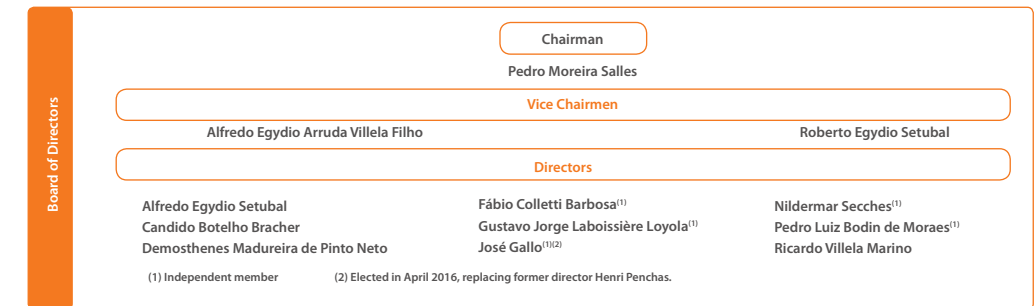 Board of Directors
Chairman
Pedro Moreira Salles
Vice Chairmen
Alfredo Egydio Arruda Villela Filho
Roberto Egydio Setubal
Directors
Alfredo Egydio Setubal
Candido Botelho Bracher
Demosthenes Madureira de Pinto Neto
Fábio Colletti Barbosa(1)
Gustavo Jorge Laboissière Loyola(1)
José Gallo(1)(2)
Nildermar Secches(1)
Pedro Luiz Bodin de Moraes(1)
Ricardo Villela Marino
(1) Independent member
(2) Elected in April 2016, replacing former director Henri Penchas.